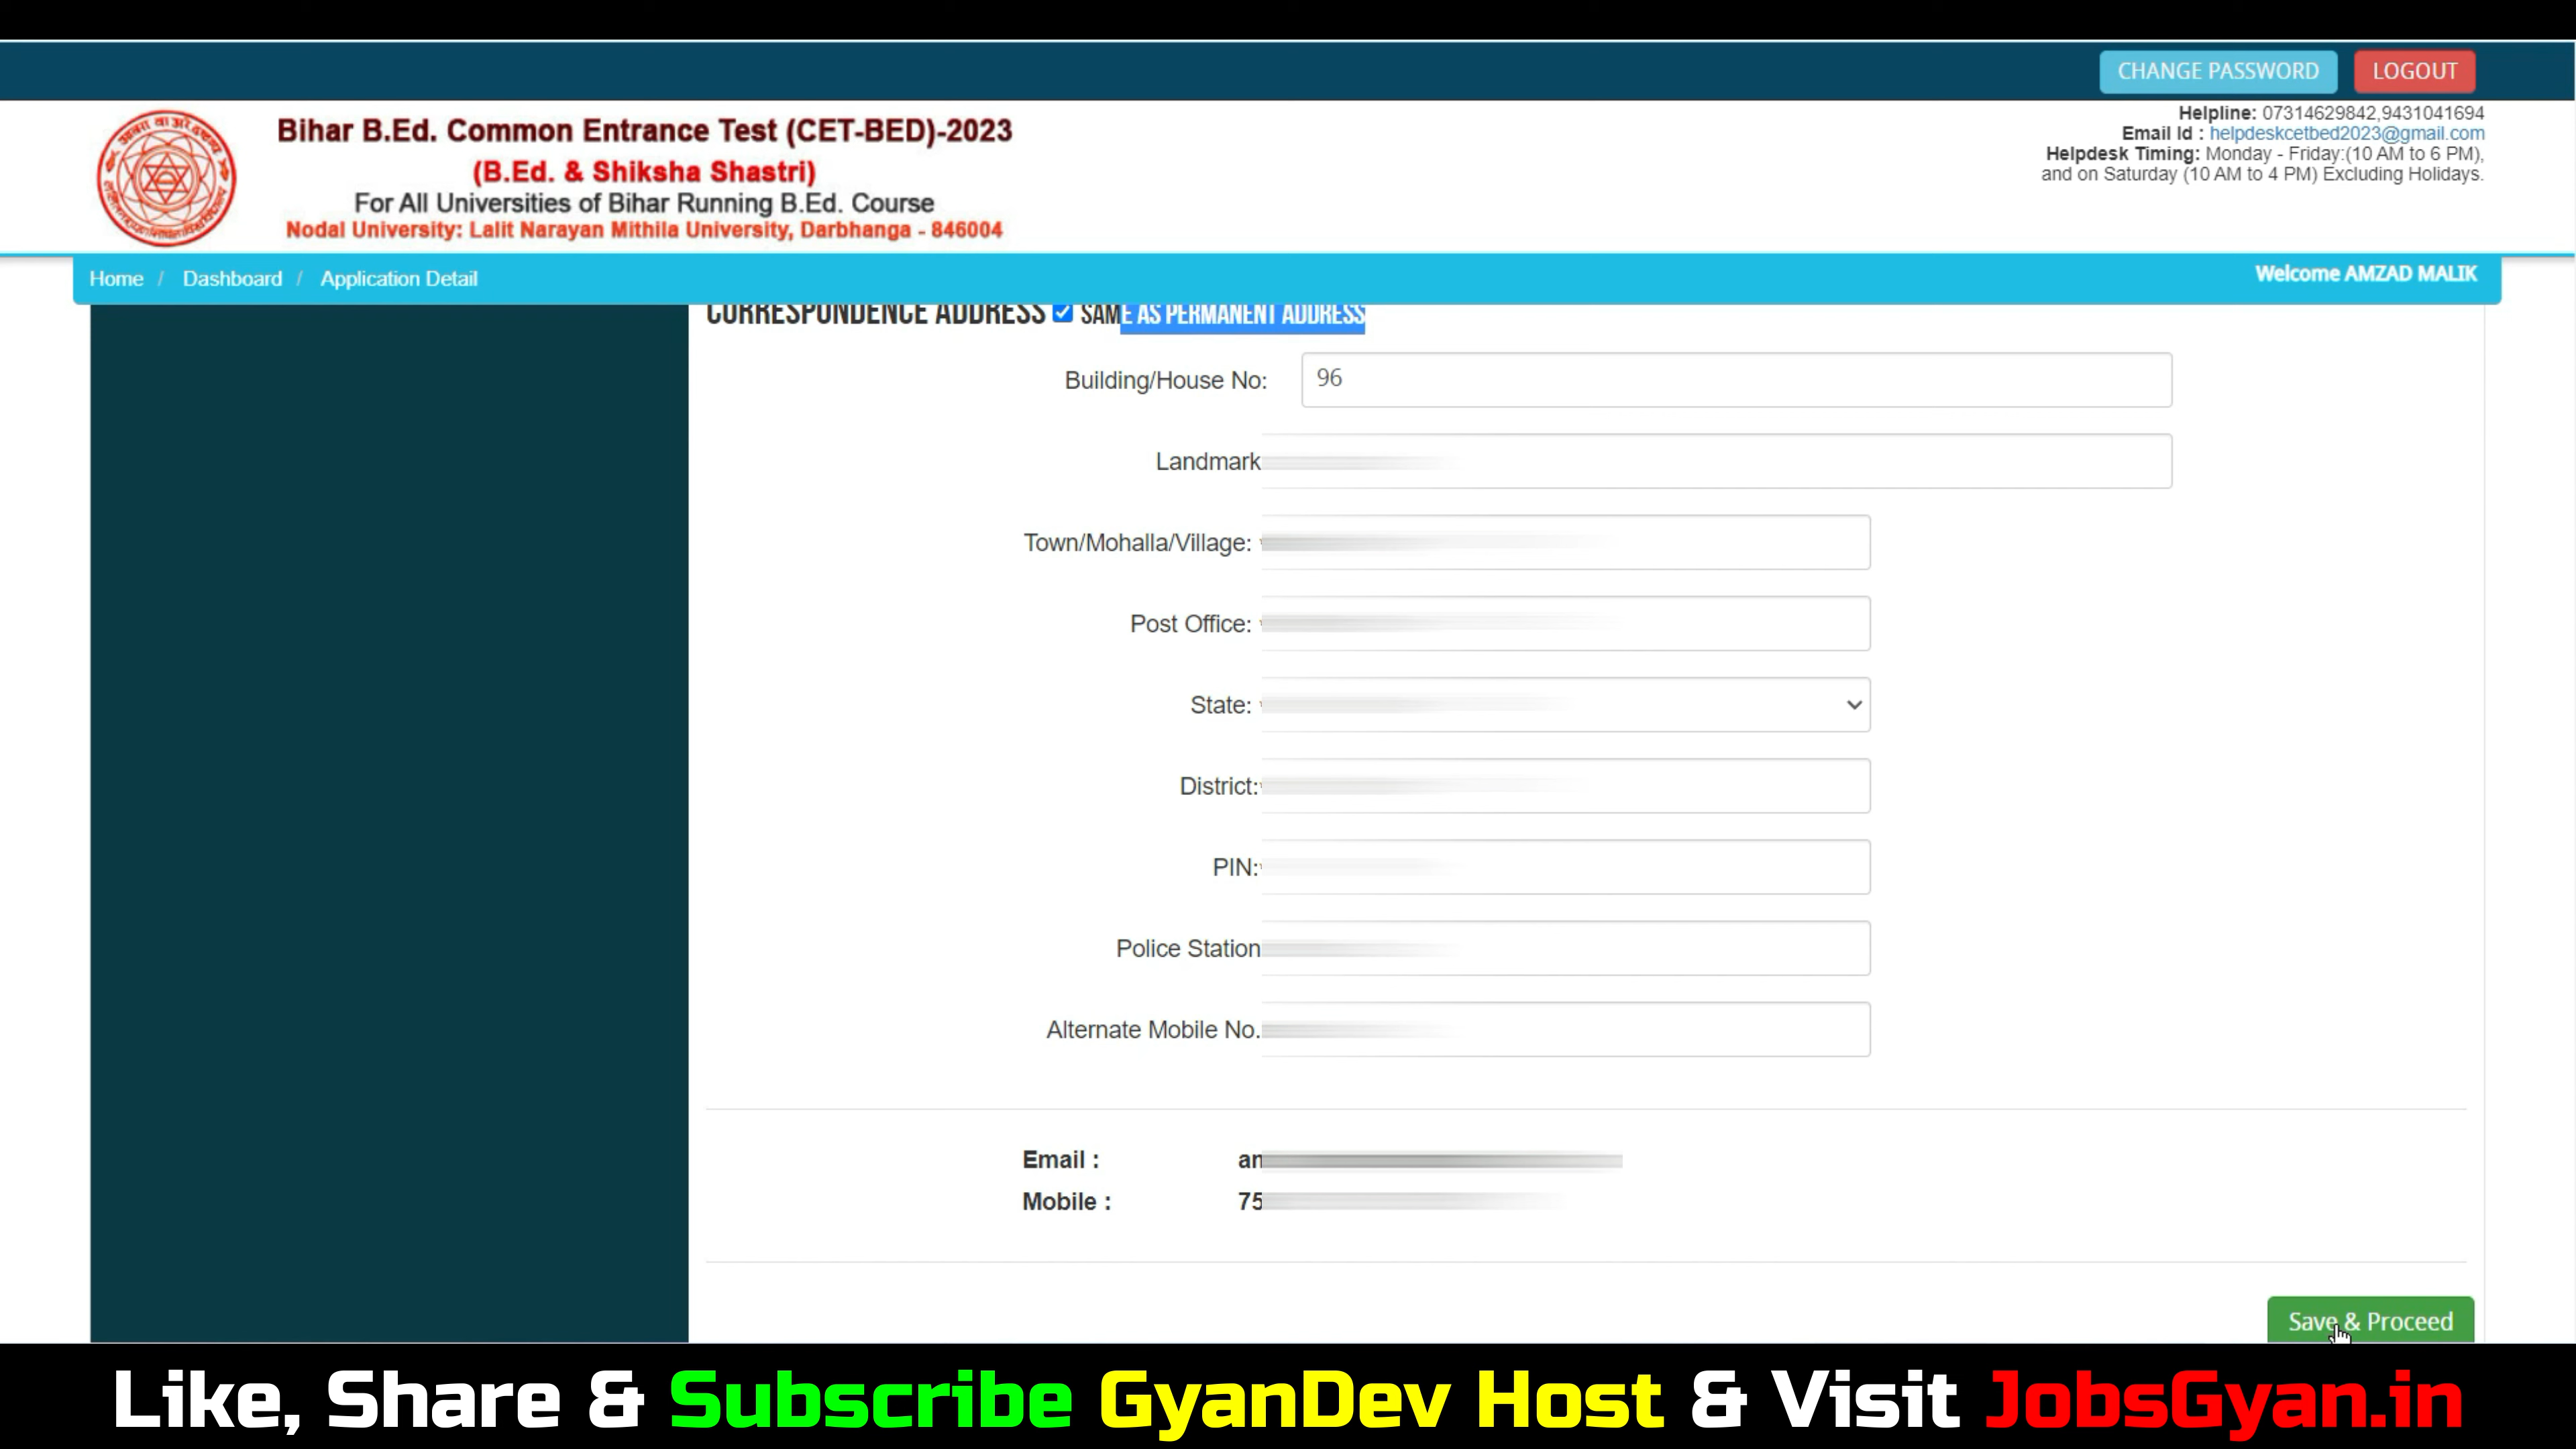 CHANGE PASSWORD LOGOUT
Bihar B.Ed. Common Entrance Test (CET-BED)-2023
(B.Ed. & Shiksha Shastri)
For All Universities of Bihar Running B.Ed. Course
Nodal University: Lalit Narayan Mithila University, Darbhanga - 846004
Helpline: 07314629842,9431041694
Email Id : helpdeskcetbed2023@gmail.com
Helpdesk Timing: Monday - Friday:(10 AM to 6 PM),
and on Saturday (10 AM to 4 PM) Excluding Holidays.
Home / Dashboard / Application Detail
Welcome AMZAD MALIK
CORRESPONDENCE ADDRESS SAME AS PERMANENT ADDRESS
Building/House No: 96
Landmark
Town/Mohalla/Village:
Post Office:
State:
District:
PIN:
Police Station
Alternate Mobile No.
Email : an
Mobile : 75
Save & Proceed
Like, Share & Subscribe GyanDev Host & Visit JobsGyan.in